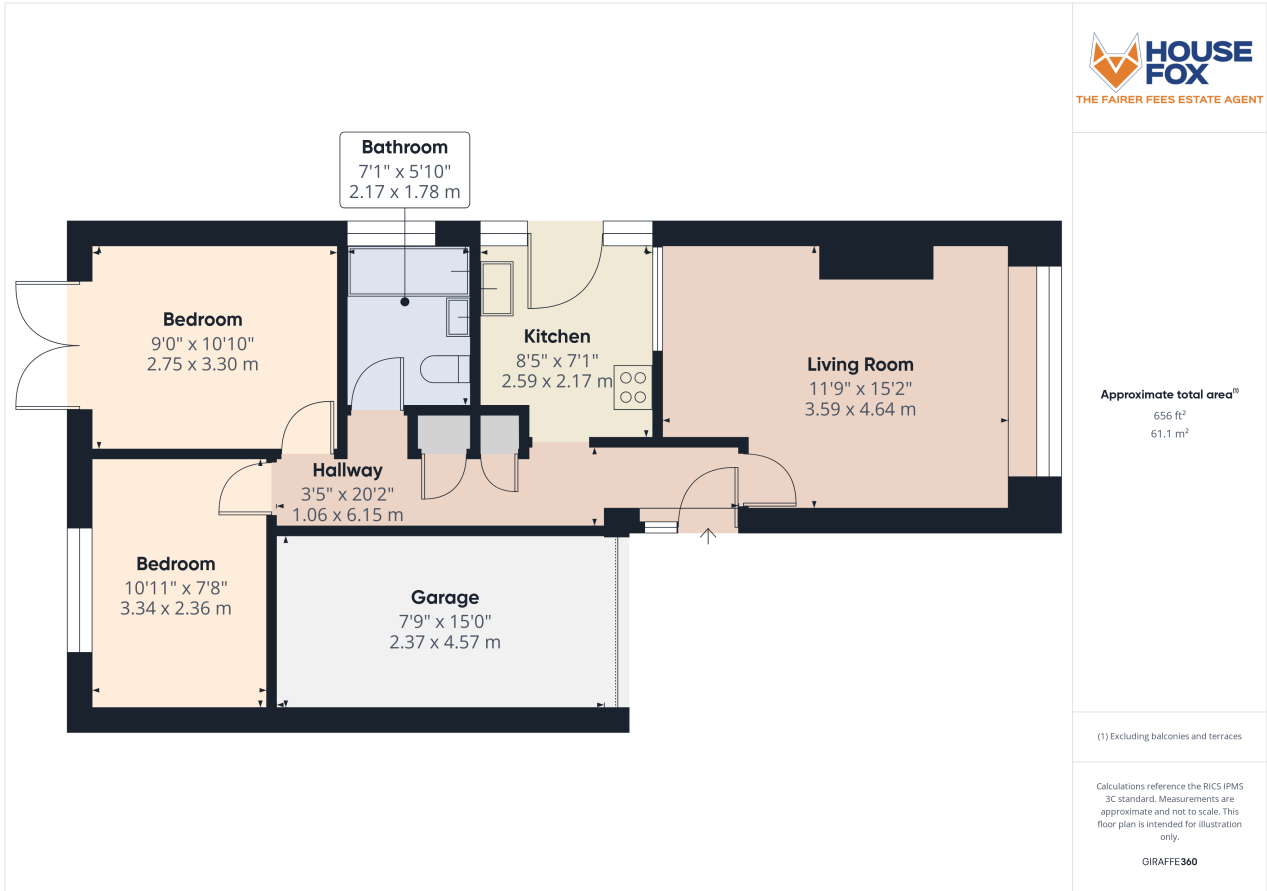 HOUSE
FOX
THE FAIRER FEES ESTATE AGENT
Bathroom
7'1" x 5'10"
2.17 x 1.78 m
Bedroom
9'0" x 10'10"
2.75 x 3.30 m
Kitchen
8'5" x 7'1"
2.59 x 2.17 m
Living Room
11'9" x 15'2"
3.59 x 4.64 m
Hallway
3'5" x 20'2"
1.06 x 6.15 m
Bedroom
10'11" x 7'8"
3.34 x 2.36 m
Garage
7'9" x 15'0"
2.37 x 4.57 m
Approximate total area⁽¹⁾
656 ft²
61.1 m²
(1) Excluding balconies and terraces
Calculations reference the RICS IPMS
3C standard. Measurements are
approximate and not to scale. This
floor plan is intended for illustration
only.
GIRAFFE360